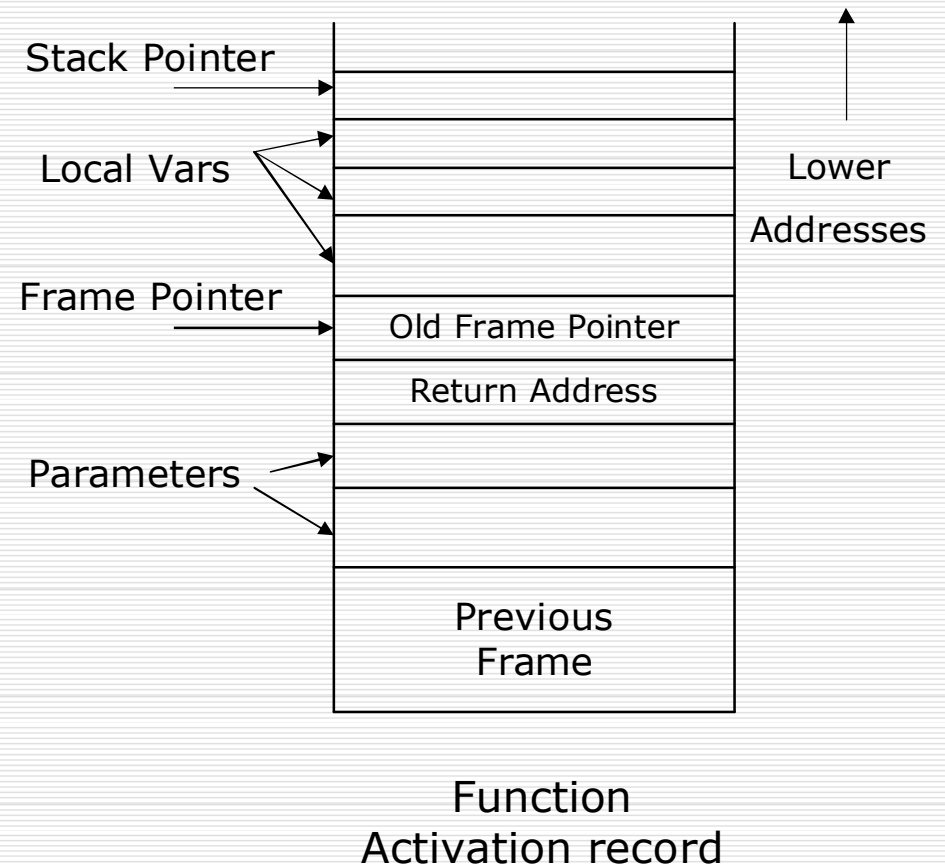 Stack Pointer
Local Vars
Lower
Addresses
Frame Pointer
Old Frame Pointer
Return Address
Parameters
Previous
Frame
Function
Activation record